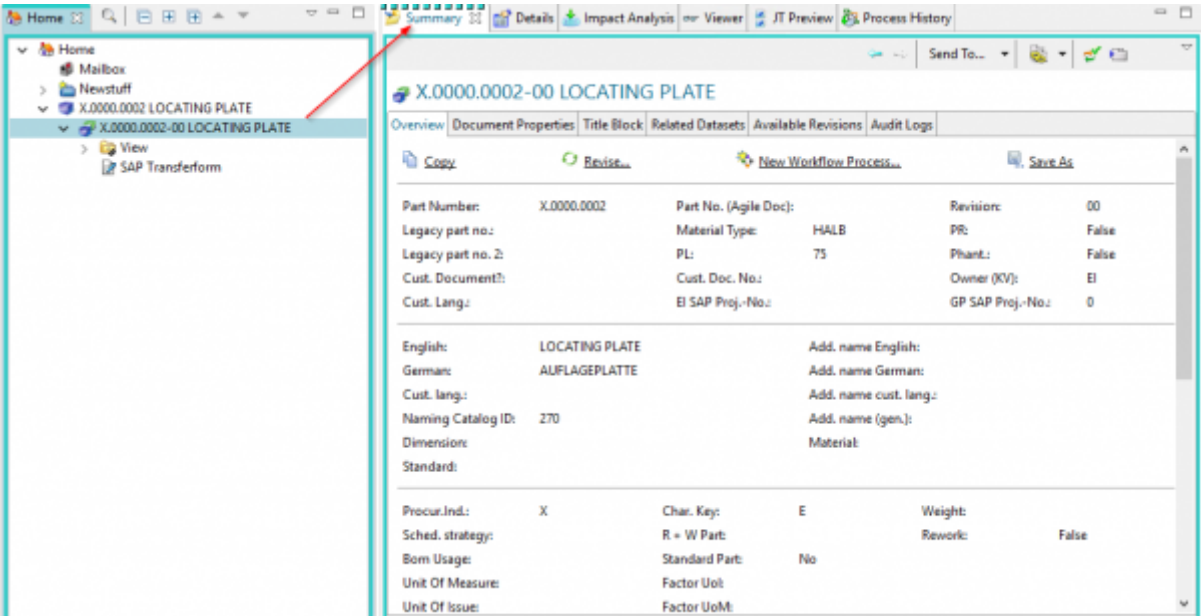 Home
Summary Details Impact Analysis Viewer JT Preview Process History
Home
Mailbox
Newstuff
X.0000.0002 LOCATING PLATE
X.0000.0002-00 LOCATING PLATE
View
SAP Transferform
Send To...
X.0000.0002-00 LOCATING PLATE
Overview Document Properties Title Block Related Datasets Available Revisions Audit Logs
Copy Revise... New Workflow Process... Save As
Part Number: X.0000.0002 Part No. (Agile Doc): Revision: 00
Legacy part no.: Material Type: HALB PR: False
Legacy part no. 2: PL: 75 Phant.: False
Cust. Document?: Cust. Doc. No.: Owner (KV): EI
Cust. Lang.: EI SAP Proj.-No.: GP SAP Proj.-No.: 0
English: LOCATING PLATE Add. name English:
German: AUFLAGEPLATTE Add. name German:
Cust. lang.: Add. name cust. lang.:
Naming Catalog ID: 270 Add. name (gen.):
Dimension: Material:
Standard:
Procur.Ind.: X Char. Key: E Weight:
Sched. strategy: R + W Part: Rework: False
Bom Usage: Standard Part: No
Unit Of Measure: Factor UoI:
Unit Of Issue: Factor UoM: